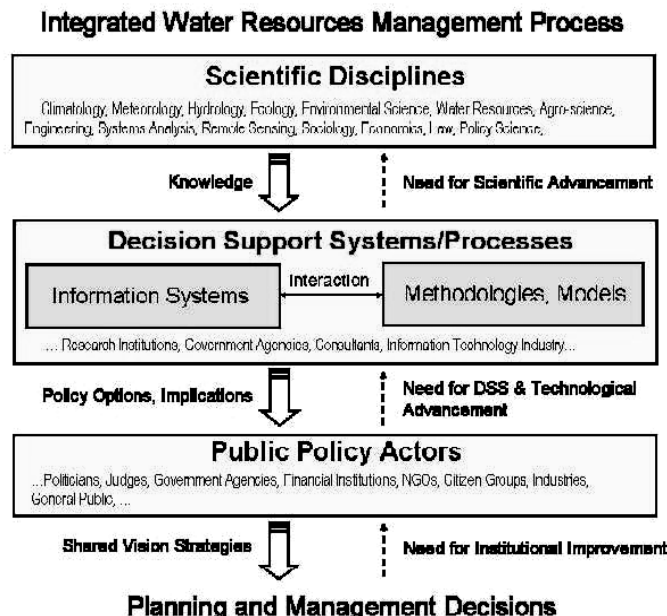 Integrated Water Resources Management Process
Scientific Disciplines
Climatology, Meteorology, Hydrology, Ecology, Environmental Science, Water Resources, Agro-science,
Engineering, Systems Analysis, Remote Sensing, Sociology, Economics, Law, Policy Science,
Knowledge
Need for Scientific Advancement
Decision Support Systems/Processes
Information Systems
Interaction
Methodologies, Models
... Research Institutions, Government Agencies, Consultants, Information Technology Industry...
Policy Options, Implications
Need for DSS & Technological
Advancement
Public Policy Actors
...Politicians, Judges, Government Agencies, Financial Institutions, NGOs, Citizen Groups, Industries,
General Public, ...
Shared Vision Strategies
Need for Institutional Improvement
Planning and Management Decisions